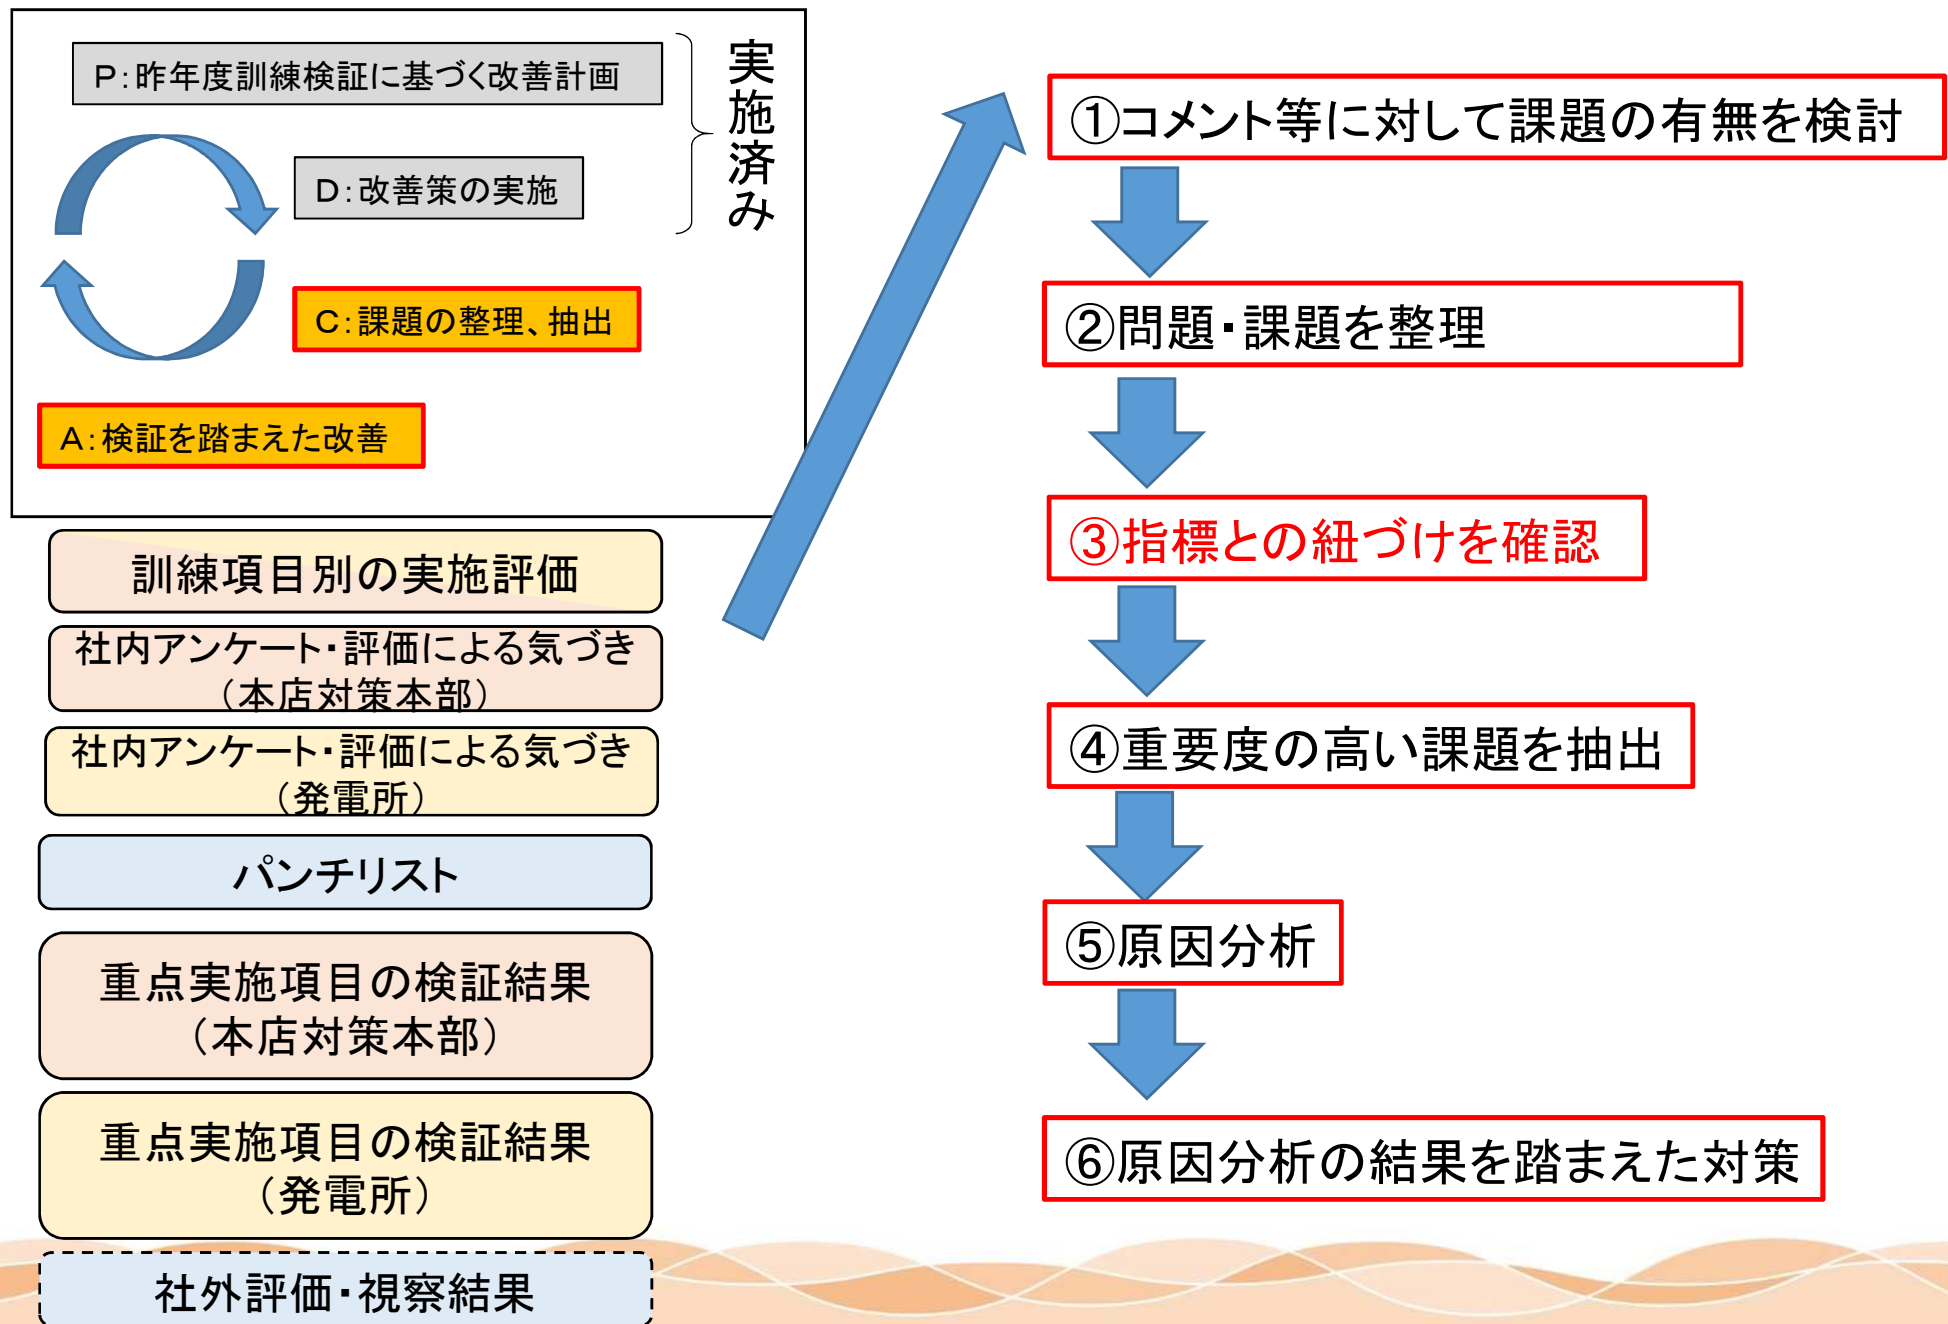 P:昨年度訓練検証に基づく改善計画
D:改善策の実施
実施済み
C:課題の整理、抽出
A:検証を踏まえた改善
訓練項目別の実施評価
社内アンケート・評価による気づき
(本店対策本部)
社内アンケート・評価による気づき
(発電所)
パンチリスト
重点実施項目の検証結果
(本店対策本部)
重点実施項目の検証結果
(発電所)
社外評価・視察結果
①コメント等に対して課題の有無を検討
②問題・課題を整理
③指標との紐づけを確認
④重要度の高い課題を抽出
⑤原因分析
⑥原因分析の結果を踏まえた対策